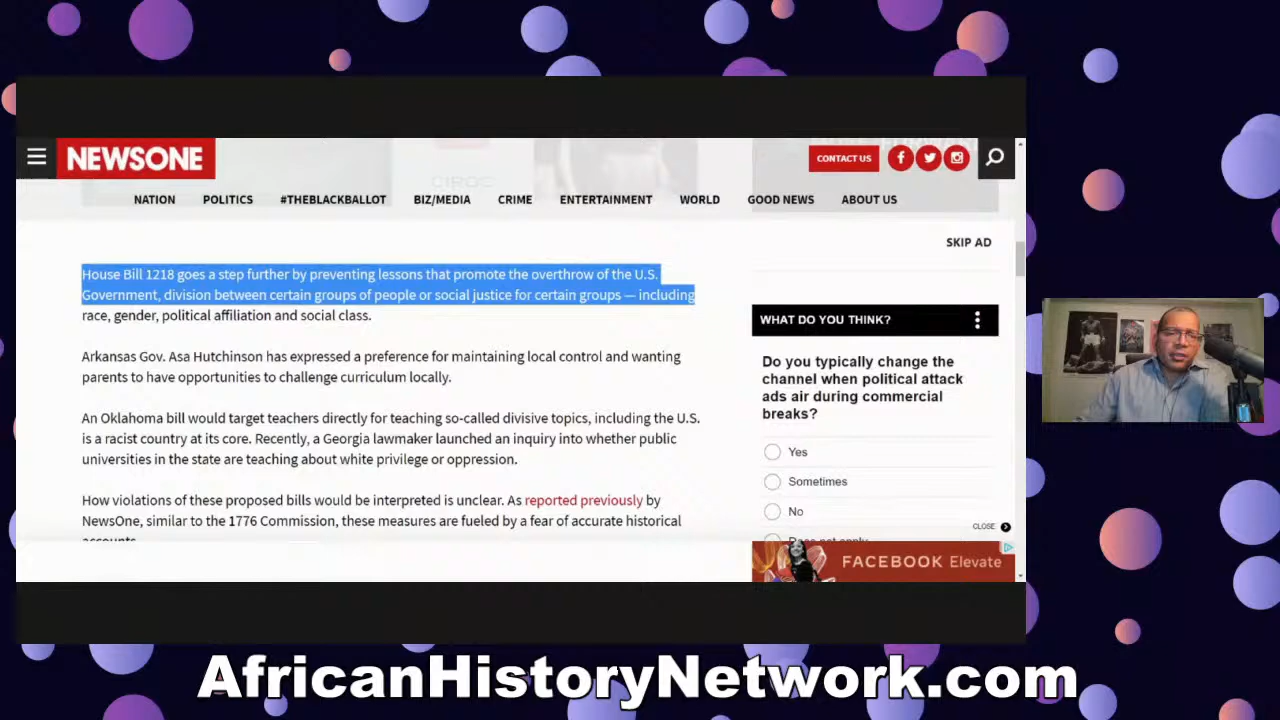 NEWSONE
CONTACT US
CIROC
NATION POLITICS #THEBLACKBALLOT BIZ/MEDIA CRIME ENTERTAINMENT WORLD GOOD NEWS ABOUT US
SKIP AD
House Bill 1218 goes a step further by preventing lessons that promote the overthrow of the U.S.
Government, division between certain groups of people or social justice for certain groups — including
race, gender, political affiliation and social class.
Arkansas Gov. Asa Hutchinson has expressed a preference for maintaining local control and wanting
parents to have opportunities to challenge curriculum locally.
An Oklahoma bill would target teachers directly for teaching so-called divisive topics, including the U.S.
is a racist country at its core. Recently, a Georgia lawmaker launched an inquiry into whether public
universities in the state are teaching about white privilege or oppression.
How violations of these proposed bills would be interpreted is unclear. As reported previously by
NewsOne, similar to the 1776 Commission, these measures are fueled by a fear of accurate historical
accounts.
WHAT DO YOU THINK?
Do you typically change the
channel when political attack
ads air during commercial
breaks?
Yes
Sometimes
No
CLOSE
Does not apply
FACEBOOK Elevate
AfricanHistoryNetwork.com